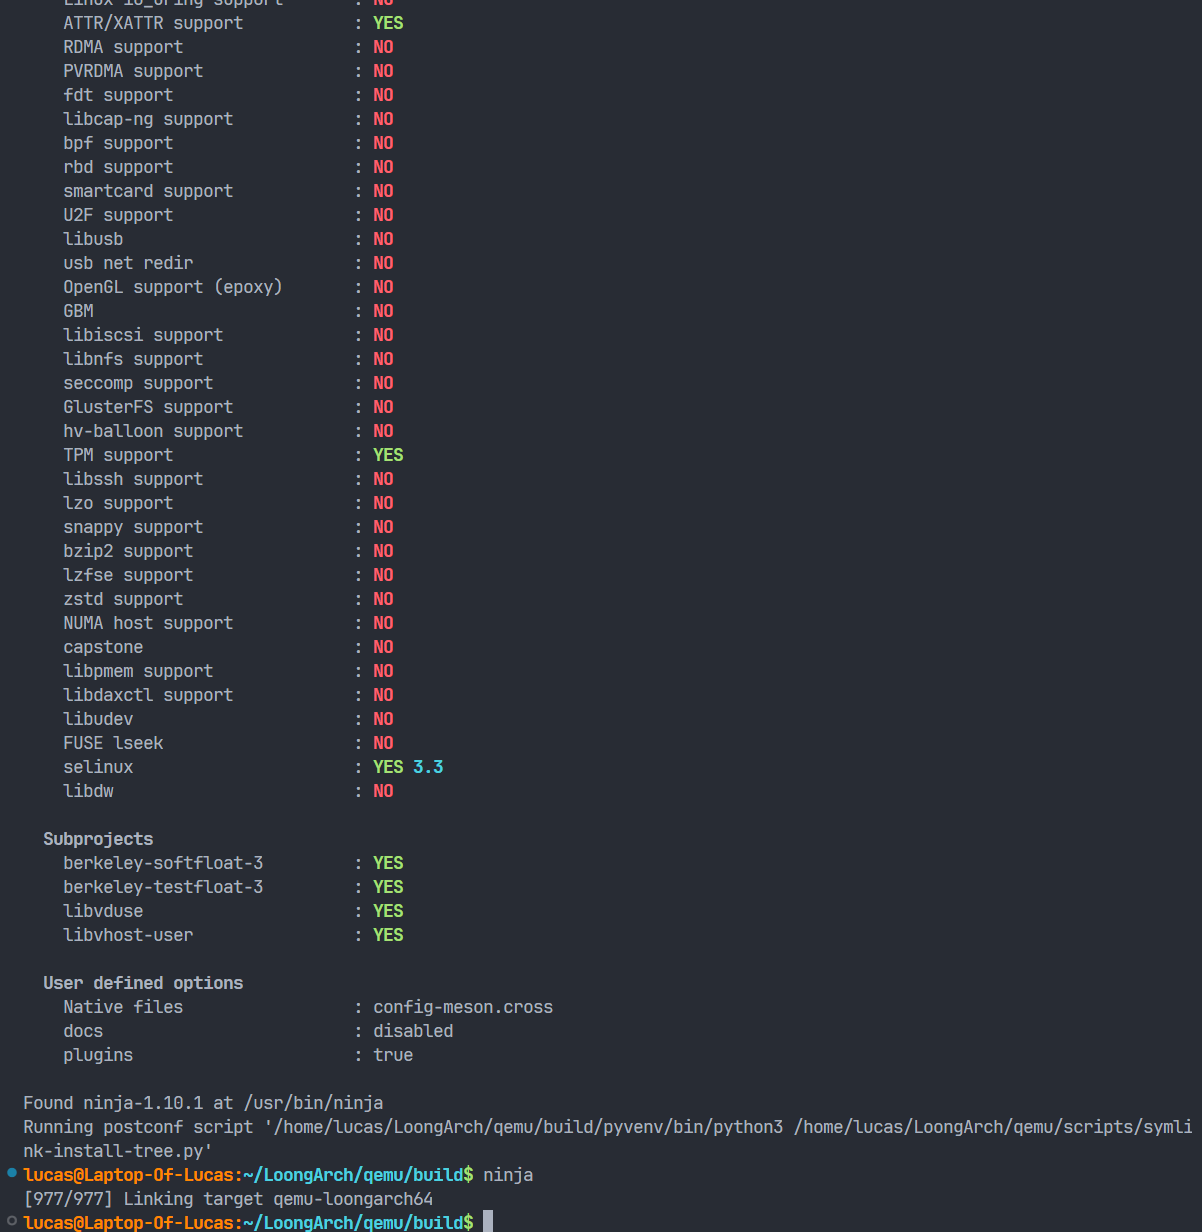 Linux io_uring support : NO
ATTR/XATTR support : YES
RDMA support : NO
PVRDMA support : NO
fdt support : NO
libcap-ng support : NO
bpf support : NO
rbd support : NO
smartcard support : NO
U2F support : NO
libusb : NO
usb net redir : NO
OpenGL support (epoxy) : NO
GBM : NO
libiscsi support : NO
libnfs support : NO
seccomp support : NO
GlusterFS support : NO
hv-balloon support : NO
TPM support : YES
libssh support : NO
lzo support : NO
snappy support : NO
bzip2 support : NO
lzfse support : NO
zstd support : NO
NUMA host support : NO
capstone : NO
libpmem support : NO
libdaxctl support : NO
libudev : NO
FUSE lseek : NO
selinux : YES 3.3
libdw : NO
Subprojects
berkeley-softfloat-3 : YES
berkeley-testfloat-3 : YES
libvduse : YES
libvhost-user : YES
User defined options
Native files : config-meson.cross
docs : disabled
plugins : true
Found ninja-1.10.1 at /usr/bin/ninja
Running postconf script '/home/lucas/LoongArch/qemu/build/pyvenv/bin/python3 /home/lucas/LoongArch/qemu/scripts/symli
nk-install-tree.py'
lucas@Laptop-Of-Lucas:~/LoongArch/qemu/build$ ninja
[977/977] Linking target qemu-loongarch64
lucas@Laptop-Of-Lucas:~/LoongArch/qemu/build$